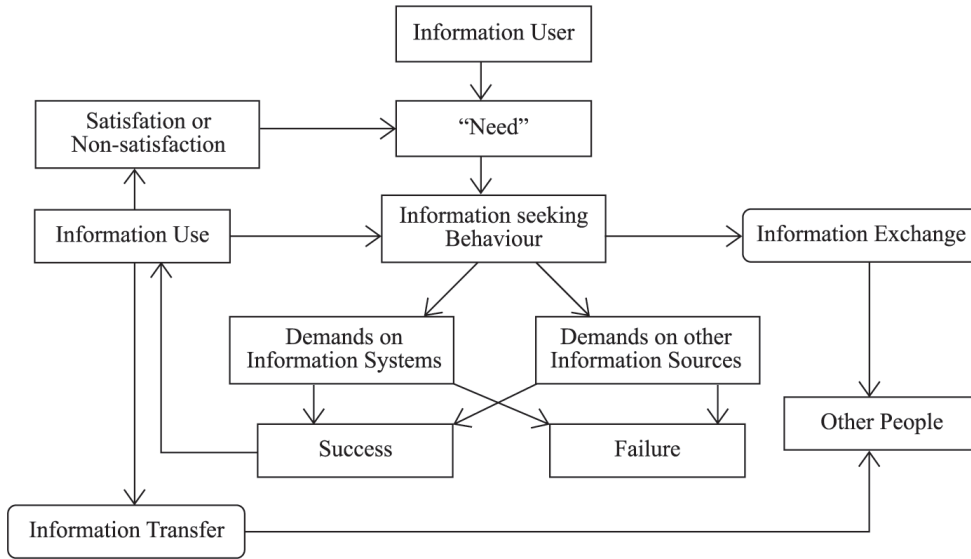 Information User
Satisfation or
Non-satisfaction
“Need”
Information Use
Information seeking
Behaviour
Information Exchange
Demands on
Information Systems
Demands on other
Information Sources
Other People
Success
Failure
Information Transfer